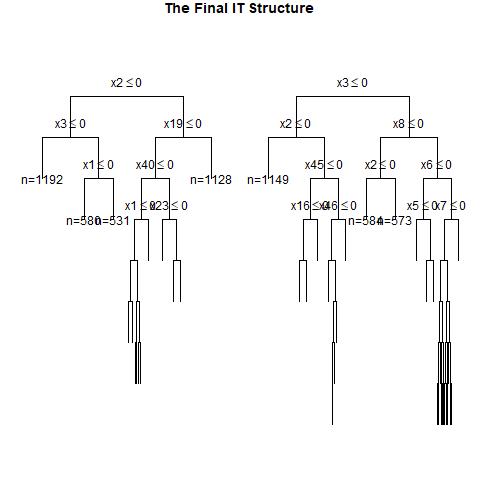 The Final IT Structure
x2 ≤ 0
x3 ≤ 0
x3 ≤ 0
x19 ≤ 0
x2 ≤ 0
x8 ≤ 0
n=1192
x1 ≤ 0
x40 ≤ 0
n=1128
n=1149
x45 ≤ 0
x2 ≤ 0
x6 ≤ 0
n=531
x1 ≤ 0
x23 ≤ 0
x16 ≤ 0
x46 ≤ 0
n=584
n=573
x5 ≤ 0
x7 ≤ 0